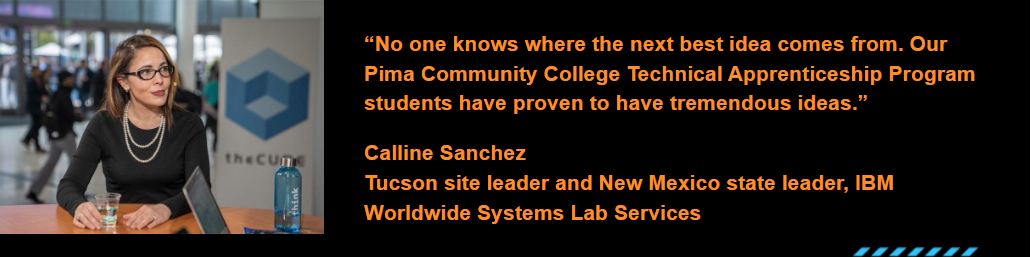 “No one knows where the next best idea comes from. Our
Pima Community College Technical Apprenticeship Program
students have proven to have tremendous ideas.”
Calline Sanchez
Tucson site leader and New Mexico state leader, IBM
Worldwide Systems Lab Services
theCUBE
think